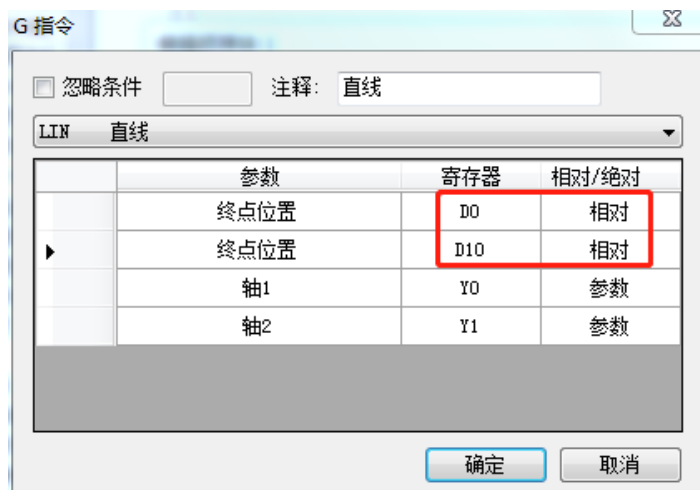 G 指令
忽略条件 注释: 直线
LIN 直线
参数 寄存器 相对/绝对
终点位置 D0 相对
终点位置 D10 相对
轴1 Y0 参数
轴2 Y1 参数
确定 取消